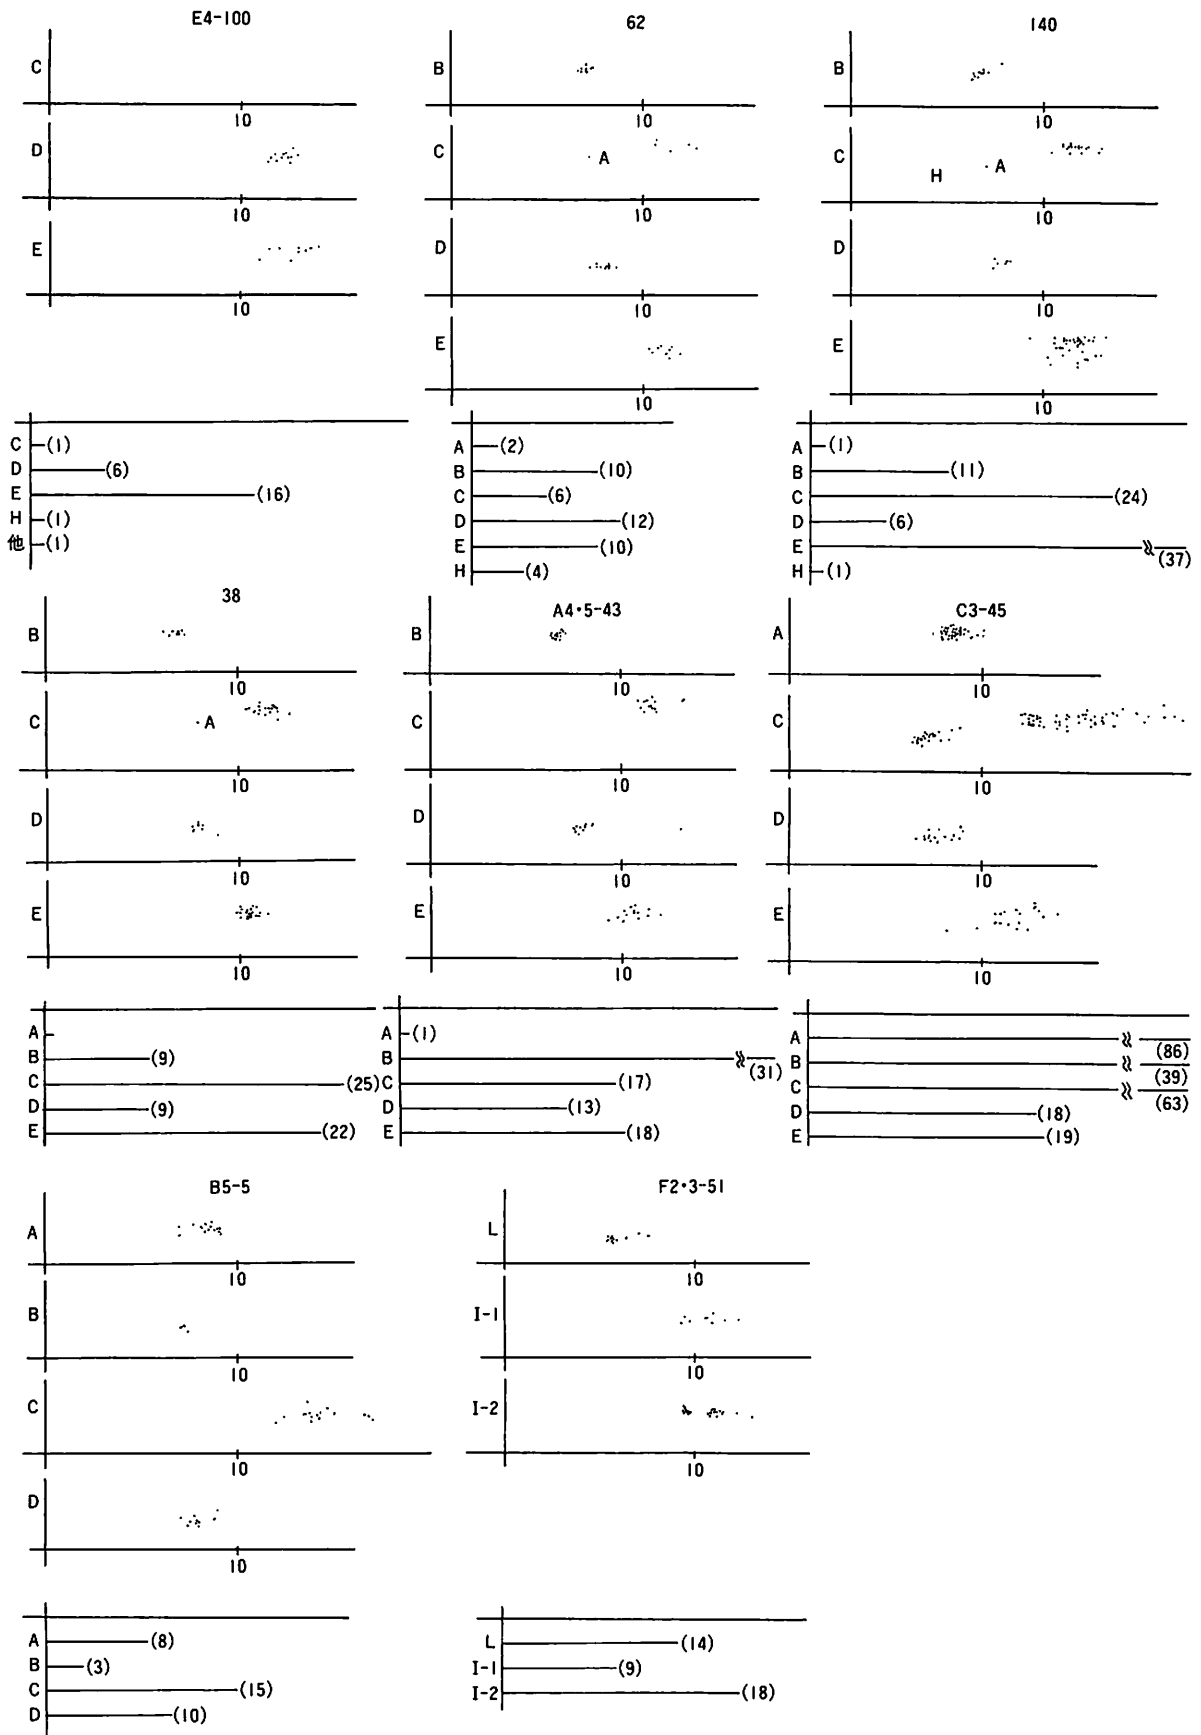 E4-100
C
10
D
10
E
10
C (1)
D (6)
E (16)
H (1)
他 (1)
62
B
10
C A
10
D
10
E
10
A (2)
B (10)
C (6)
D (12)
E (10)
H (4)
140
B
10
C H A
10
D
10
E
10
A (1)
B (11)
C (24)
D (6)
E (37)
H (1)
38
B
10
C A
10
D
10
E
10
A
B (9)
C (25)
D (9)
E (22)
A4・5-43
B
10
C
D
10
E
10
A (1)
B (31)
C (17)
D (13)
E (18)
C3-45
A
10
C
10
D
10
E
10
A (86)
B (39)
C (63)
D (18)
E (19)
B5-5
A
10
B
10
C
10
D
10
A (8)
B (3)
C (15)
D (10)
F2・3-51
L
10
I-1
10
I-2
10
L (14)
I-1 (9)
I-2 (18)